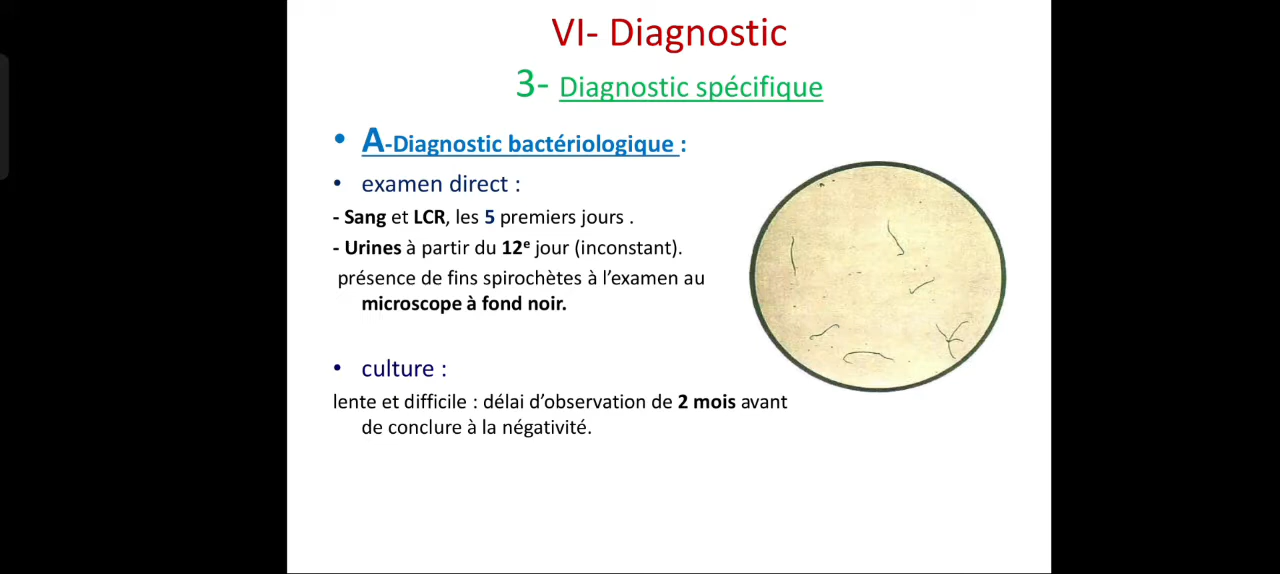 VI- Diagnostic
3- Diagnostic spécifique
• A-Diagnostic bactériologique :
• examen direct :
- Sang et LCR, les 5 premiers jours .
- Urines à partir du 12e jour (inconstant).
présence de fins spirochètes à l’examen au
microscope à fond noir.
• culture :
lente et difficile : délai d’observation de 2 mois avant
de conclure à la négativité.